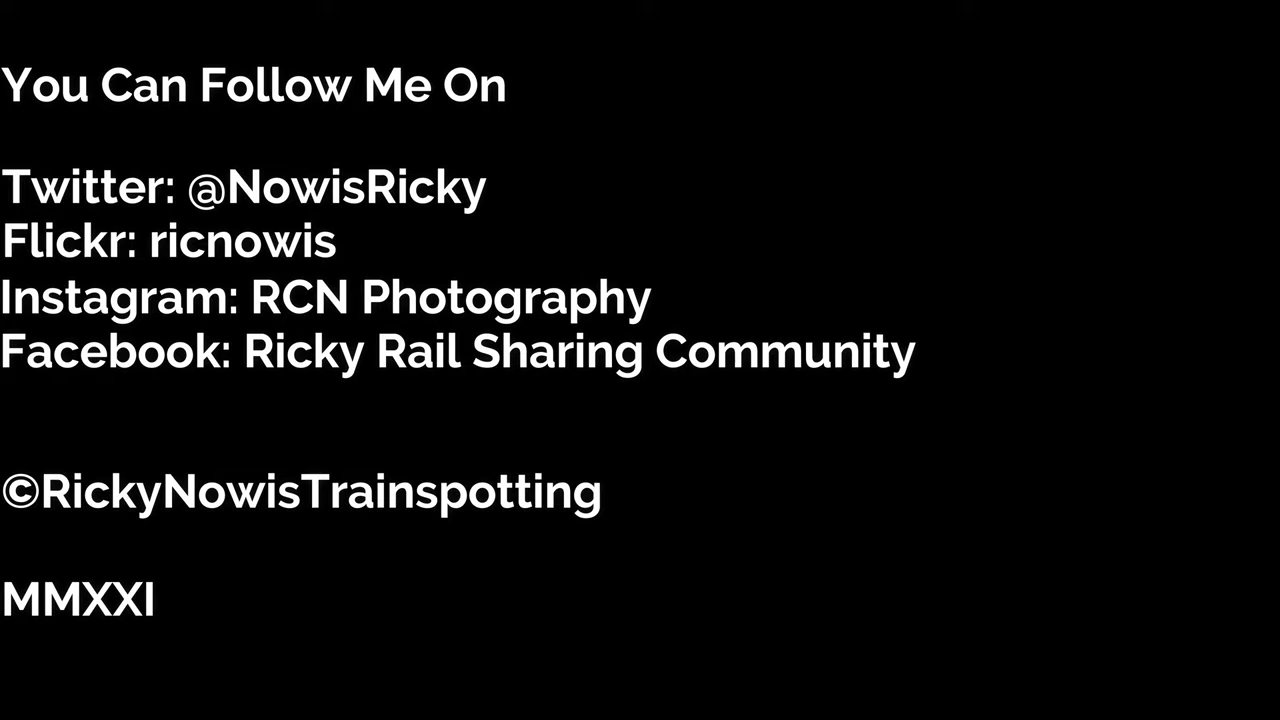 You Can Follow Me On
Twitter: @NowisRicky
Flickr: ricnowis
Instagram: RCN Photography
Facebook: Ricky Rail Sharing Community
©RickyNowisTrainspotting
MMXXI